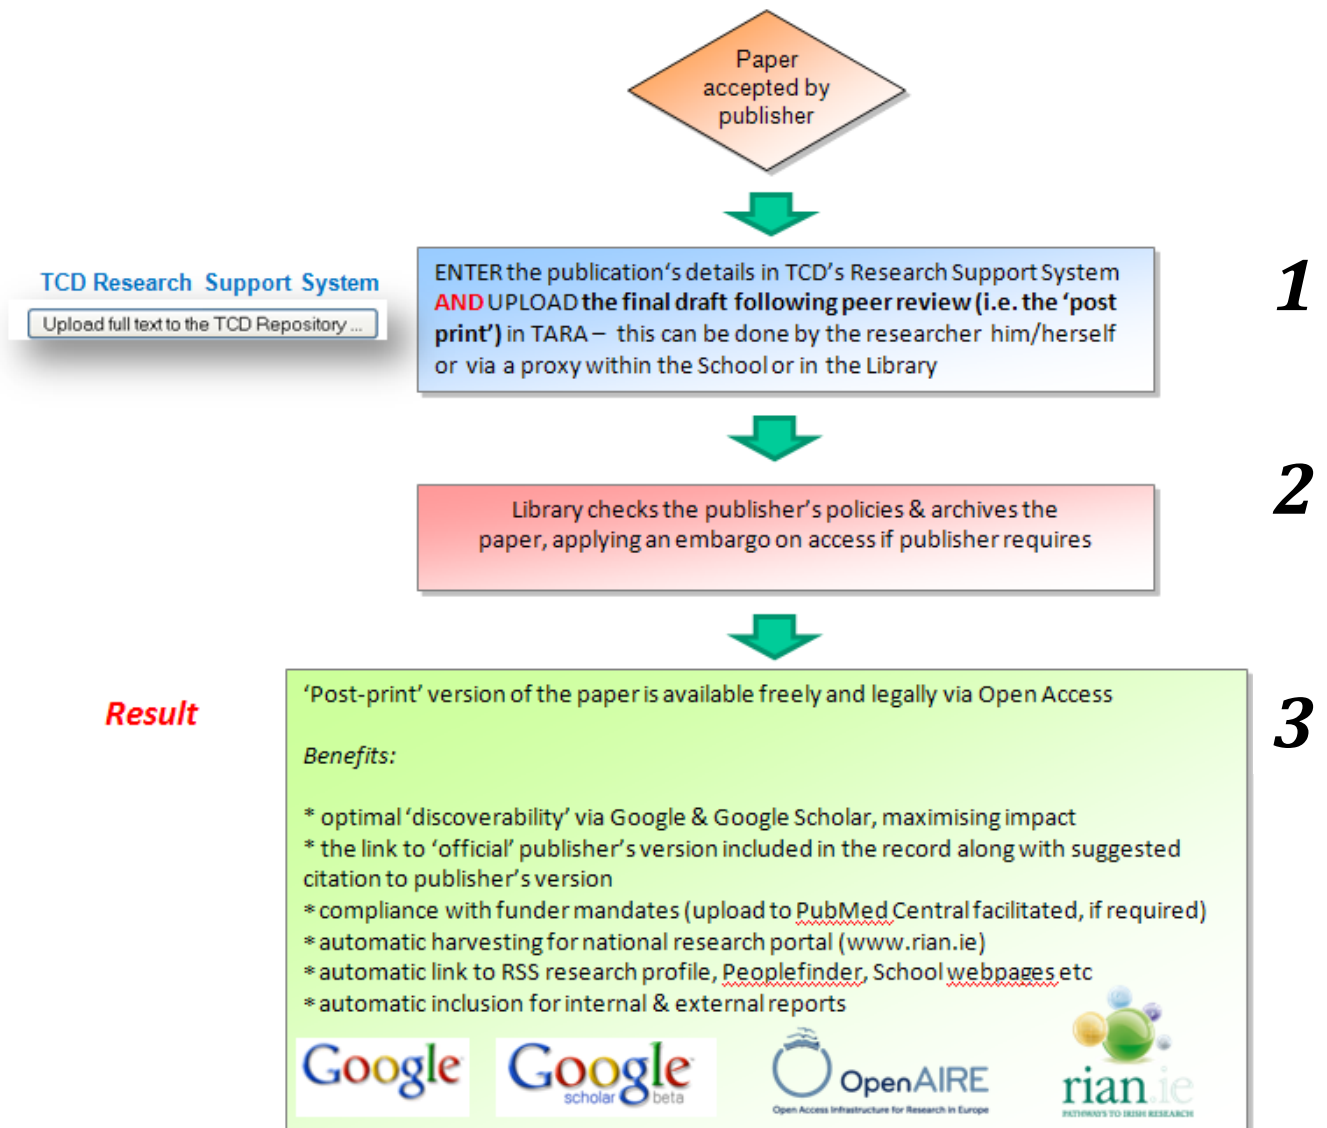 Paper
accepted by
publisher
TCD Research Support System
Upload full text to the TCD Repository ...
ENTER the publication's details in TCD's Research Support System
AND UPLOAD the final draft following peer review (i.e. the 'post
print') in TARA – this can be done by the researcher him/herself
or via a proxy within the School or in the Library
1
Library checks the publisher's policies & archives the
paper, applying an embargo on access if publisher requires
2
Result
'Post-print' version of the paper is available freely and legally via Open Access
3
Benefits:
* optimal 'discoverability' via Google & Google Scholar, maximising impact
* the link to 'official' publisher's version included in the record along with suggested
citation to publisher's version
* compliance with funder mandates (upload to PubMed Central facilitated, if required)
* automatic harvesting for national research portal (www.rian.ie)
* automatic link to RSS research profile, Peoplefinder, School webpages etc
* automatic inclusion for internal & external reports
Google
Google
scholar beta
OpenAIRE
Open Access Infrastructure for Research in Europe
rian.ie
PATHWAYS TO IRISH RESEARCH